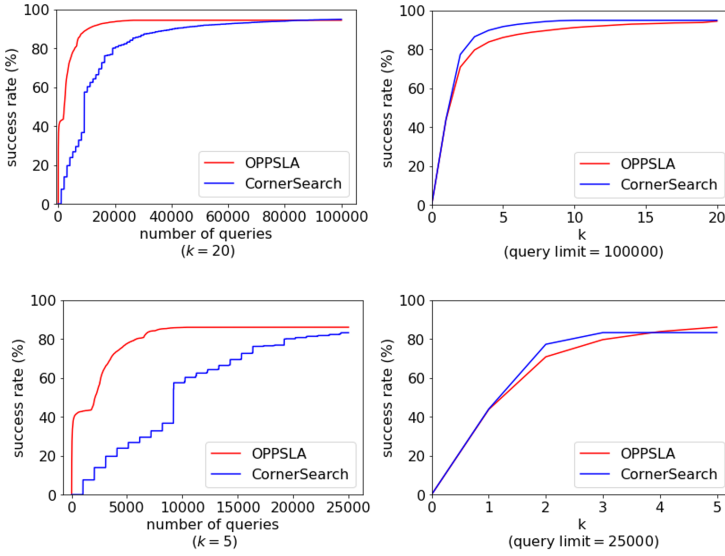 100
80
60
40
20
0
success rate (%)
OPPSLA
CornerSearch
0 20000 40000 60000 80000 100000
number of queries
(k = 20)
100
80
60
40
20
0
success rate (%)
OPPSLA
CornerSearch
0 5 10 15 20
k
(query limit = 100000)
100
80
60
40
20
0
success rate (%)
OPPSLA
CornerSearch
0 5000 10000 15000 20000 25000
number of queries
(k = 5)
100
80
60
40
20
0
success rate (%)
OPPSLA
CornerSearch
0 1 2 3 4 5
k
(query limit = 25000)